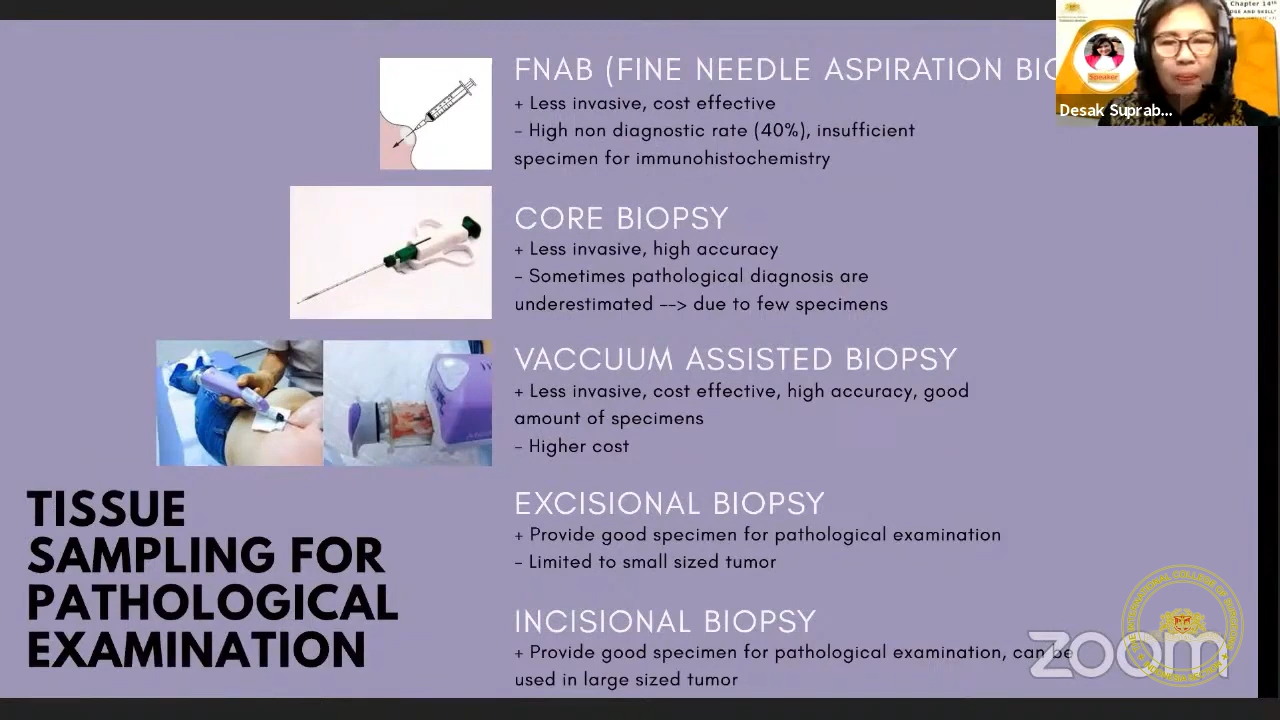 FNAB (FINE NEEDLE ASPIRATION
+ Less invasive, cost effective
– High non diagnostic rate (40%), insufficient
specimen for immunohistochemistry
CORE BIOPSY
+ Less invasive, high accuracy
– Sometimes pathological diagnosis are
underestimated --> due to few specimens
VACCUUM ASSISTED BIOPSY
+ Less invasive, cost effective, high accuracy, good
amount of specimens
– Higher cost
EXCISIONAL BIOPSY
+ Provide good specimen for pathological examination
– Limited to small sized tumor
INCISIONAL BIOPSY
+ Provide good specimen for pathological examination, can be
used in large sized tumor
TISSUE
SAMPLING FOR
PATHOLOGICAL
EXAMINATION
Chapter 14th
Speaker
Desak Suprab...
zoom